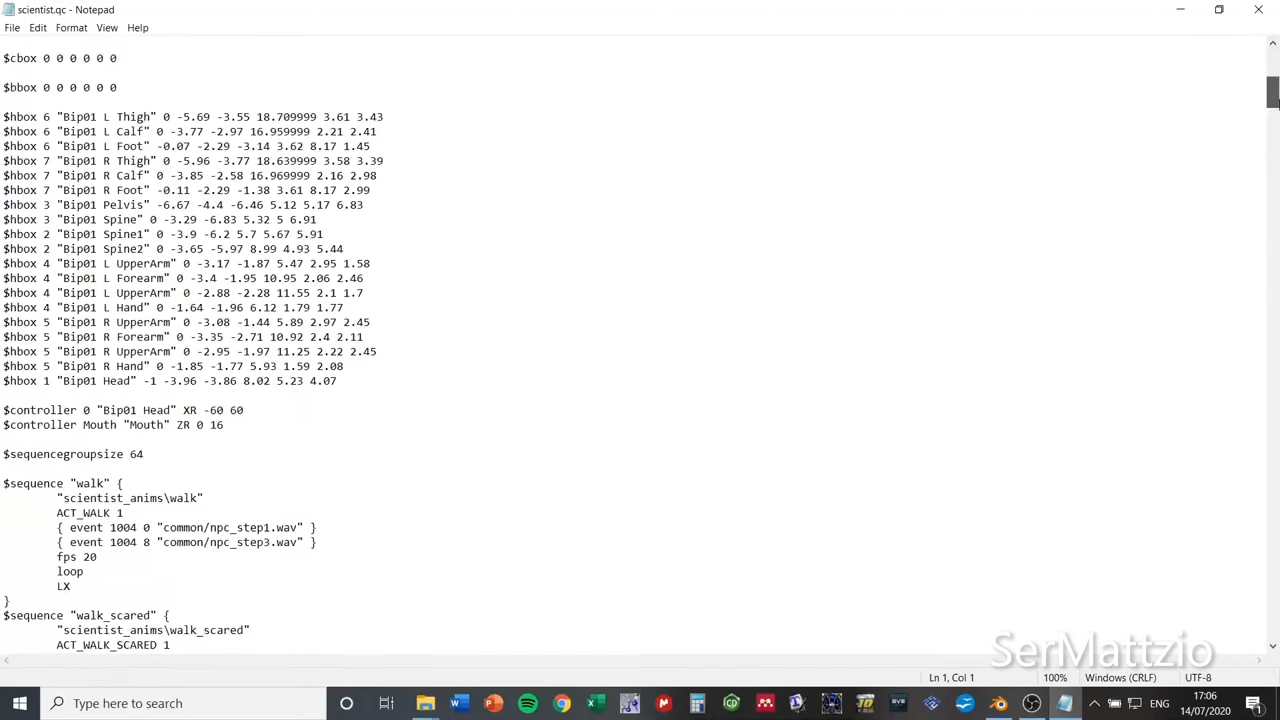 scientist.qc - Notepad
File Edit Format View Help
$cbox 0 0 0 0 0 0
$bbox 0 0 0 0 0 0
$hbox 6 "Bip01 L Thigh" 0 -5.69 -3.55 18.709999 3.61 3.43
$hbox 6 "Bip01 L Calf" 0 -3.77 -2.97 16.959999 2.21 2.41
$hbox 6 "Bip01 L Foot" -0.07 -2.29 -3.14 3.62 8.17 1.45
$hbox 7 "Bip01 R Thigh" 0 -5.96 -3.77 18.639999 3.58 3.39
$hbox 7 "Bip01 R Calf" 0 -3.85 -2.58 16.969999 2.16 2.98
$hbox 7 "Bip01 R Foot" -0.11 -2.29 -1.38 3.61 8.17 2.99
$hbox 3 "Bip01 Pelvis" -6.67 -4.4 -6.46 5.12 5.17 6.83
$hbox 3 "Bip01 Spine" 0 -3.29 -6.83 5.32 5 6.91
$hbox 2 "Bip01 Spine1" 0 -3.9 -6.2 5.7 5.67 5.91
$hbox 2 "Bip01 Spine2" 0 -3.65 -5.97 8.99 4.93 5.44
$hbox 4 "Bip01 L UpperArm" 0 -3.17 -1.87 5.47 2.95 1.58
$hbox 4 "Bip01 L Forearm" 0 -3.4 -1.95 10.95 2.06 2.46
$hbox 4 "Bip01 L UpperArm" 0 -2.88 -2.28 11.55 2.1 1.7
$hbox 4 "Bip01 L Hand" 0 -1.64 -1.96 6.12 1.79 1.77
$hbox 5 "Bip01 R UpperArm" 0 -3.08 -1.44 5.89 2.97 2.45
$hbox 5 "Bip01 R Forearm" 0 -3.35 -2.71 10.92 2.4 2.11
$hbox 5 "Bip01 R UpperArm" 0 -2.95 -1.97 11.25 2.22 2.45
$hbox 5 "Bip01 R Hand" 0 -1.85 -1.77 5.93 1.59 2.08
$hbox 1 "Bip01 Head" -1 -3.96 -3.86 8.02 5.23 4.07
$controller 0 "Bip01 Head" XR -60 60
$controller Mouth "Mouth" ZR 0 16
$sequencegroupsize 64
$sequence "walk" {
"scientist_anims\walk"
ACT_WALK 1
{ event 1004 0 "common/npc_step1.wav" }
{ event 1004 8 "common/npc_step3.wav" }
fps 20
loop
LX
}
$sequence "walk_scared" {
"scientist_anims\walk_scared"
ACT_WALK_SCARED 1
SerMattzio
Ln 1, Col 1 100% Windows (CRLF) UTF-8
Type here to search
ENG
17:06
14/07/2020